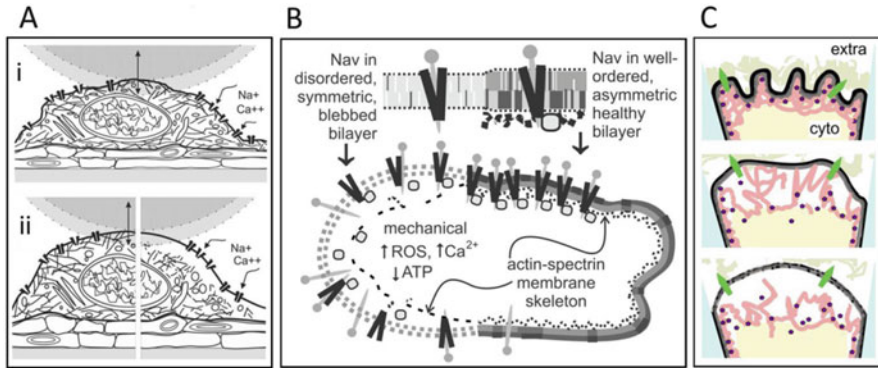 A
i
Na+
Ca++
ii
Na+
Ca++
B
Nav in
disordered,
symmetric,
blebbed
bilayer
Nav in well-
ordered,
asymmetric
healthy
bilayer
mechanical
↑ROS, ↑Ca²⁺
↓ATP
actin-spectrin
membrane
skeleton
C
extra
cyto